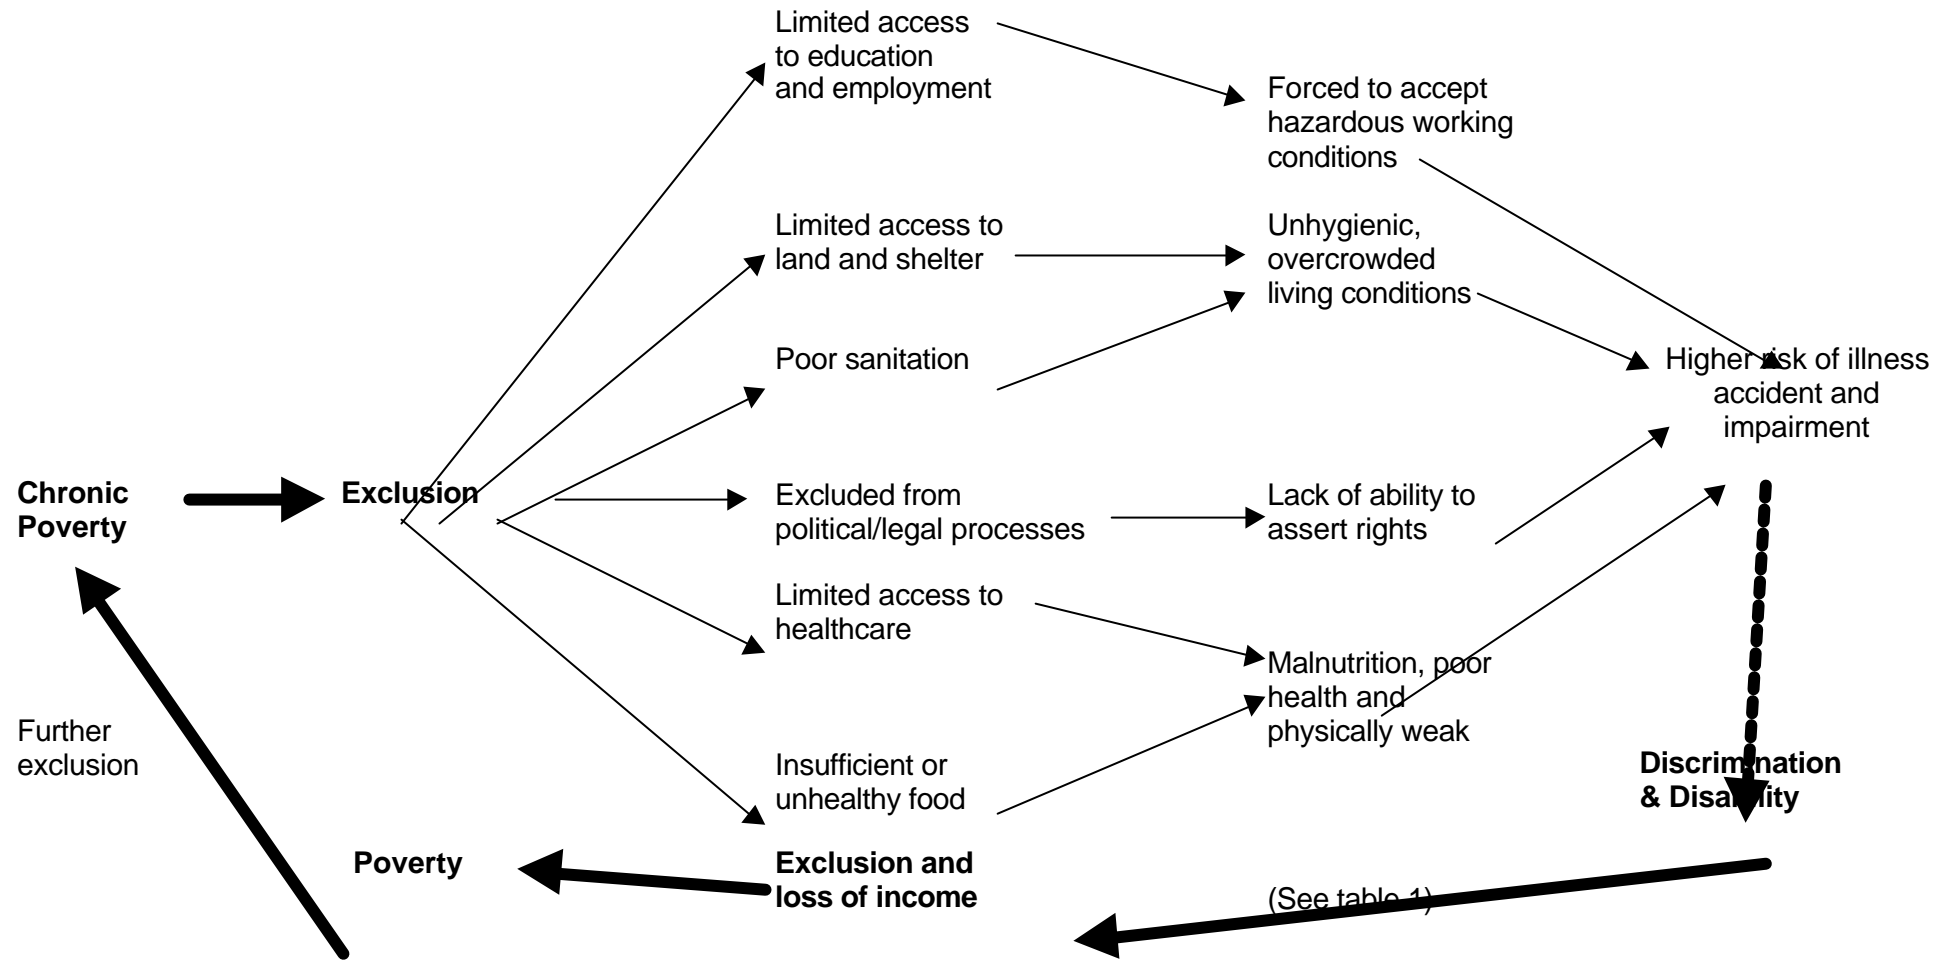 Limited access
to education
and employment
Forced to accept
hazardous working
conditions
Limited access to
land and shelter
Unhygienic,
overcrowded
living conditions
Poor sanitation
Higher risk of illness
accident and
impairment
Chronic
Poverty
Exclusion
Excluded from
political/legal processes
Lack of ability to
assert rights
Limited access to
healthcare
Malnutrition, poor
health and
physically weak
Further
exclusion
Insufficient or
unhealthy food
Discrimination
& Disability
Poverty
Exclusion and
loss of income
(See table 1)